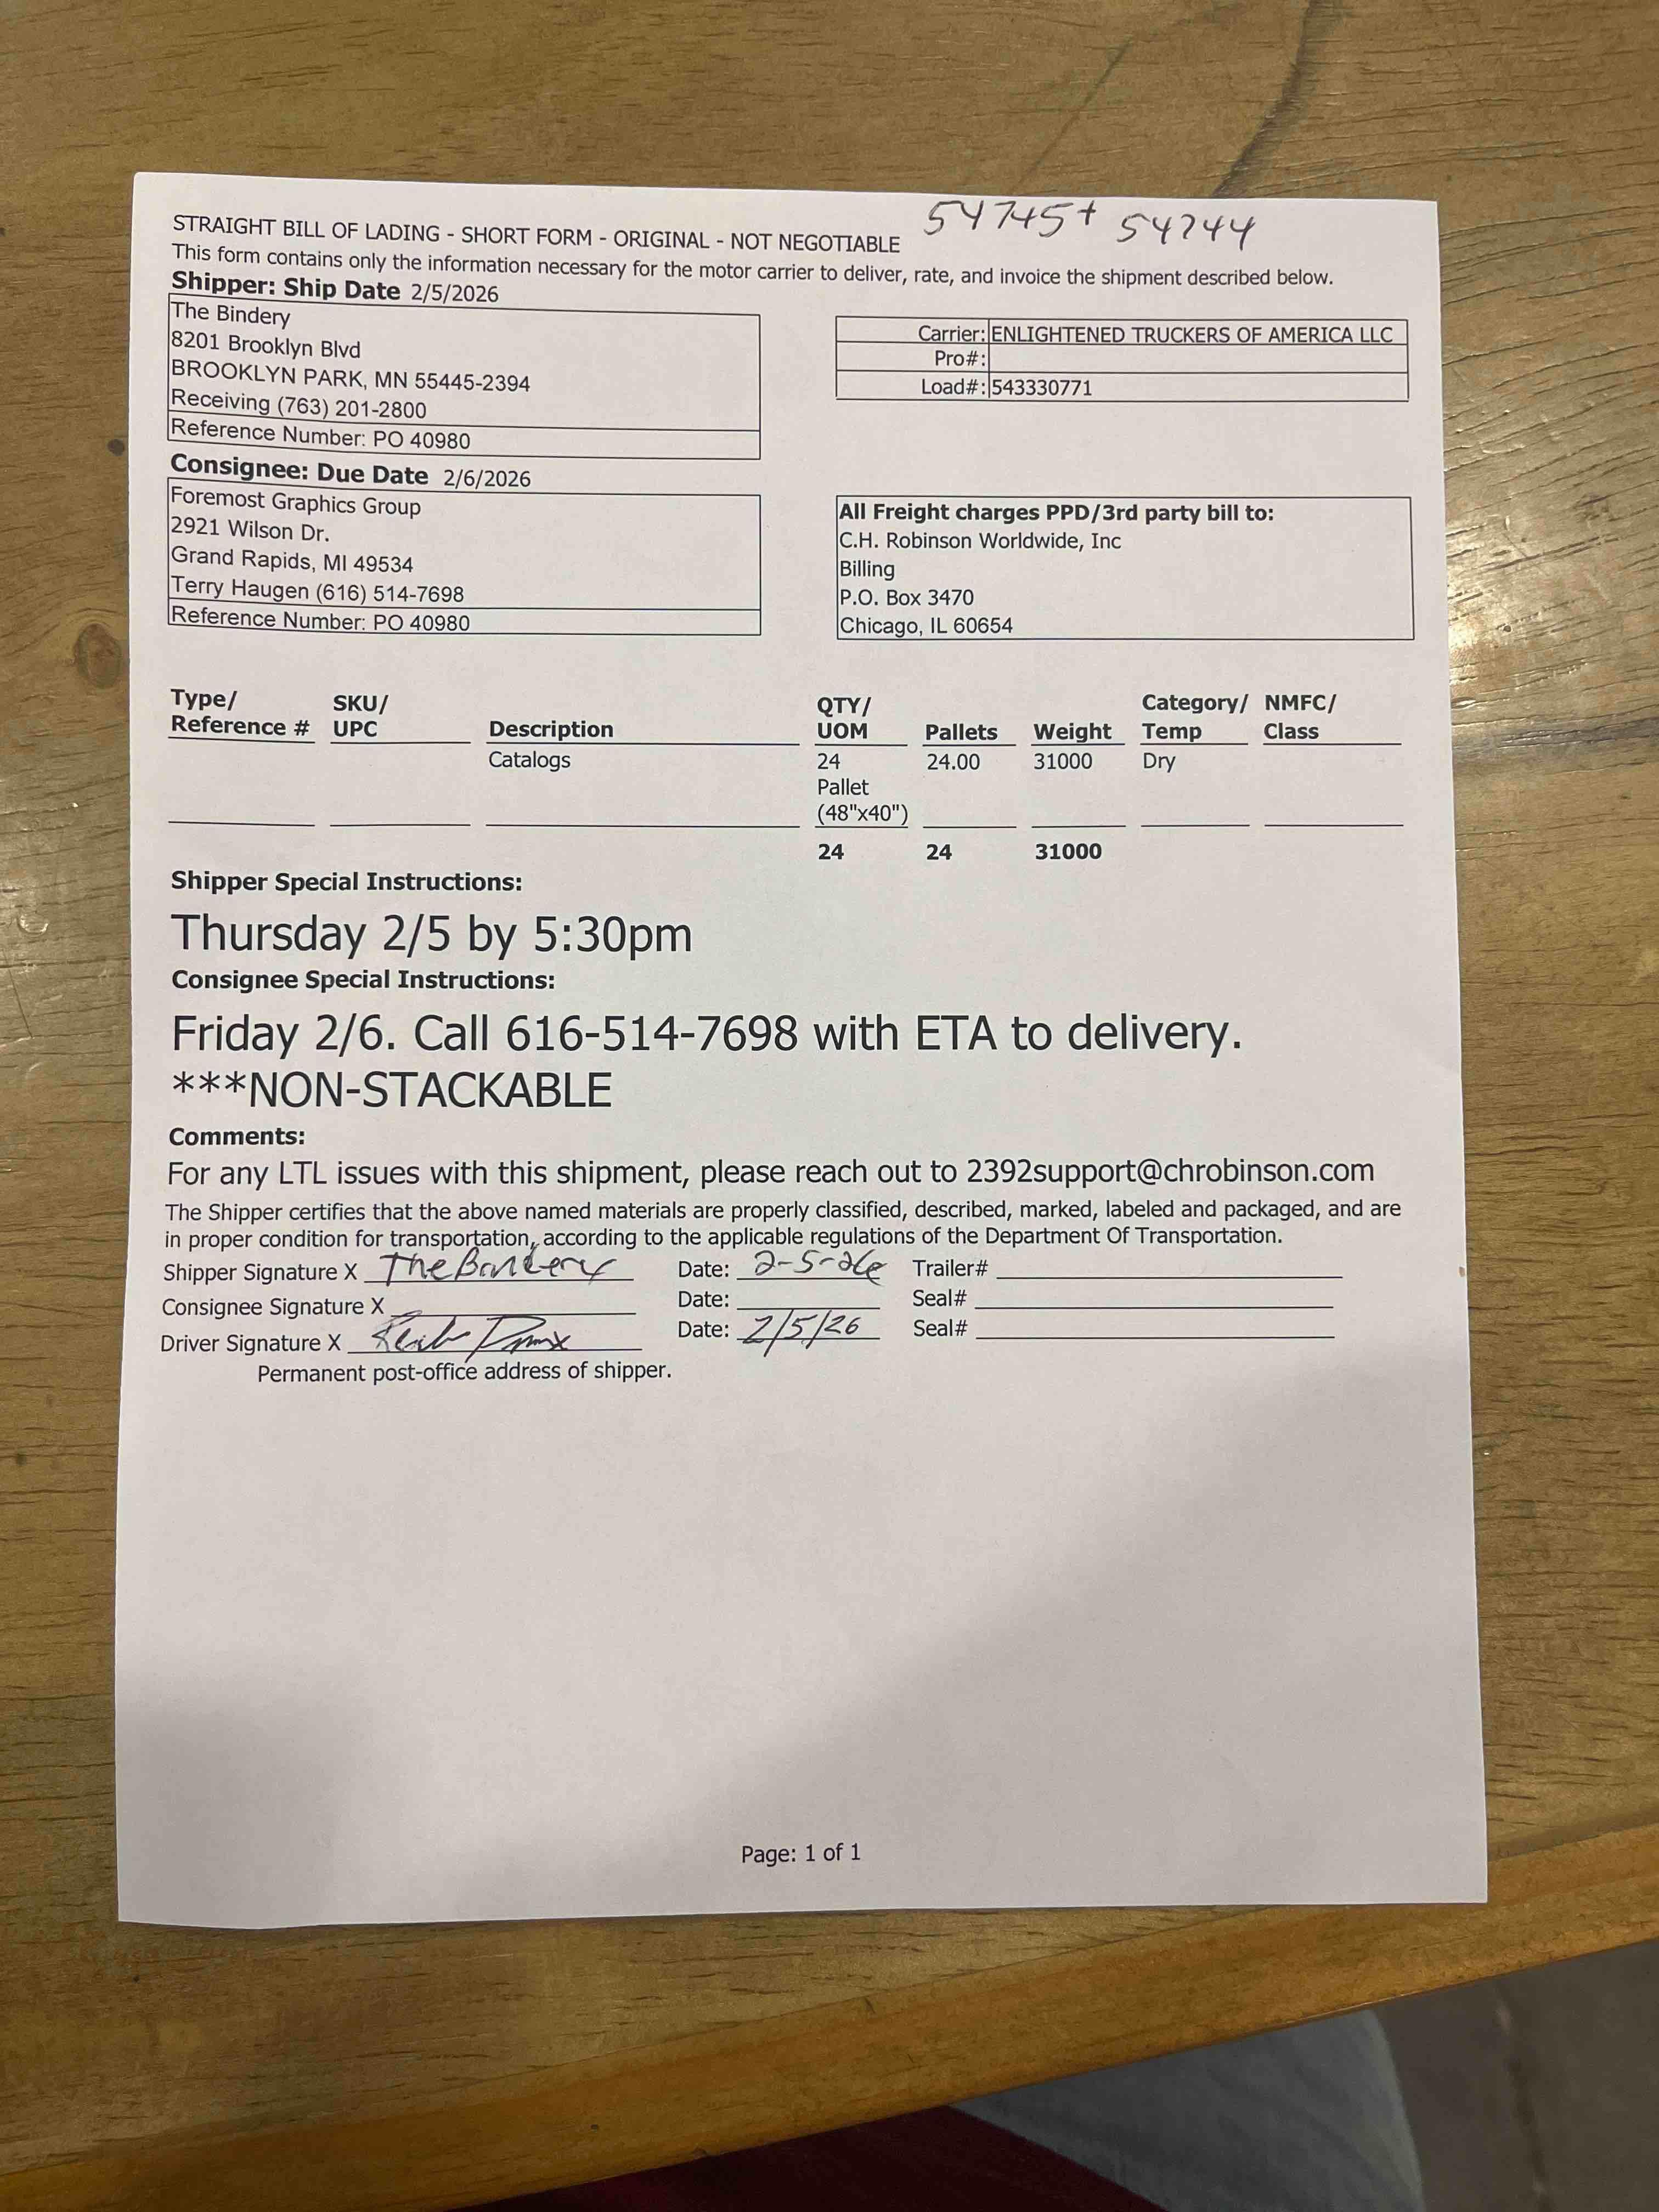 54745+ 54744
STRAIGHT BILL OF LADING - SHORT FORM - ORIGINAL - NOT NEGOTIABLE
This form contains only the information necessary for the motor carrier to deliver, rate, and invoice the shipment described below.
Shipper: Ship Date 2/5/2026
The Bindery
8201 Brooklyn Blvd
BROOKLYN PARK, MN 55445-2394
Receiving (763) 201-2800
Reference Number: PO 40980
Carrier: ENLIGHTENED TRUCKERS OF AMERICA LLC
Pro#:
Load#: 543330771
Consignee: Due Date 2/6/2026
Foremost Graphics Group
2921 Wilson Dr.
Grand Rapids, MI 49534
Terry Haugen (616) 514-7698
Reference Number: PO 40980
All Freight charges PPD/3rd party bill to:
C.H. Robinson Worldwide, Inc
Billing
P.O. Box 3470
Chicago, IL 60654
Type/ SKU/ QTY/ Category/ NMFC/
Reference # UPC Description UOM Pallets Weight Temp Class
Catalogs 24 24.00 31000 Dry
Pallet
(48"x40")
24 24 31000
Shipper Special Instructions:
Thursday 2/5 by 5:30pm
Consignee Special Instructions:
Friday 2/6. Call 616-514-7698 with ETA to delivery.
***NON-STACKABLE
Comments:
For any LTL issues with this shipment, please reach out to 2392support@chrobinson.com
The Shipper certifies that the above named materials are properly classified, described, marked, labeled and packaged, and are
in proper condition for transportation, according to the applicable regulations of the Department Of Transportation.
Shipper Signature X The Bindery Date: 2-5-26 Trailer#
Consignee Signature X Date: Seal#
Driver Signature X Date: 2/5/26 Seal#
Permanent post-office address of shipper.
Page: 1 of 1